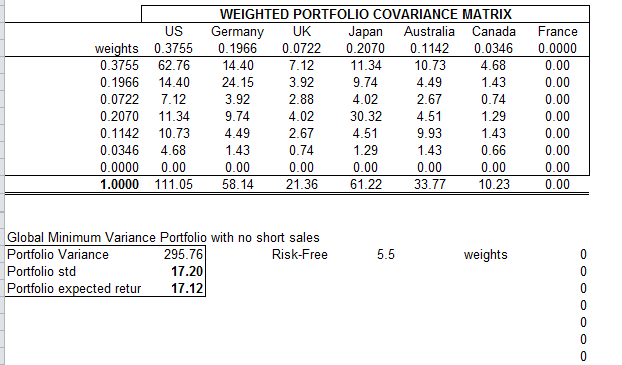 WEIGHTED PORTFOLIO COVARIANCE MATRIX
US Germany UK Japan Australia Canada France
weights 0.3755 0.1966 0.0722 0.2070 0.1142 0.0346 0.0000
0.3755 62.76 14.40 7.12 11.34 10.73 4.68 0.00
0.1966 14.40 24.15 3.92 9.74 4.49 1.43 0.00
0.0722 7.12 3.92 2.88 4.02 2.67 0.74 0.00
0.2070 11.34 9.74 4.02 30.32 4.51 1.29 0.00
0.1142 10.73 4.49 2.67 4.51 9.93 1.43 0.00
0.0346 4.68 1.43 0.74 1.29 1.43 0.66 0.00
0.0000 0.00 0.00 0.00 0.00 0.00 0.00 0.00
1.0000 111.05 58.14 21.36 61.22 33.77 10.23 0.00
Global Minimum Variance Portfolio with no short sales
Portfolio Variance 295.76 Risk-Free 5.5 weights 0
Portfolio std 17.20 0
Portfolio expected retur 17.12 0
0
0
0
0